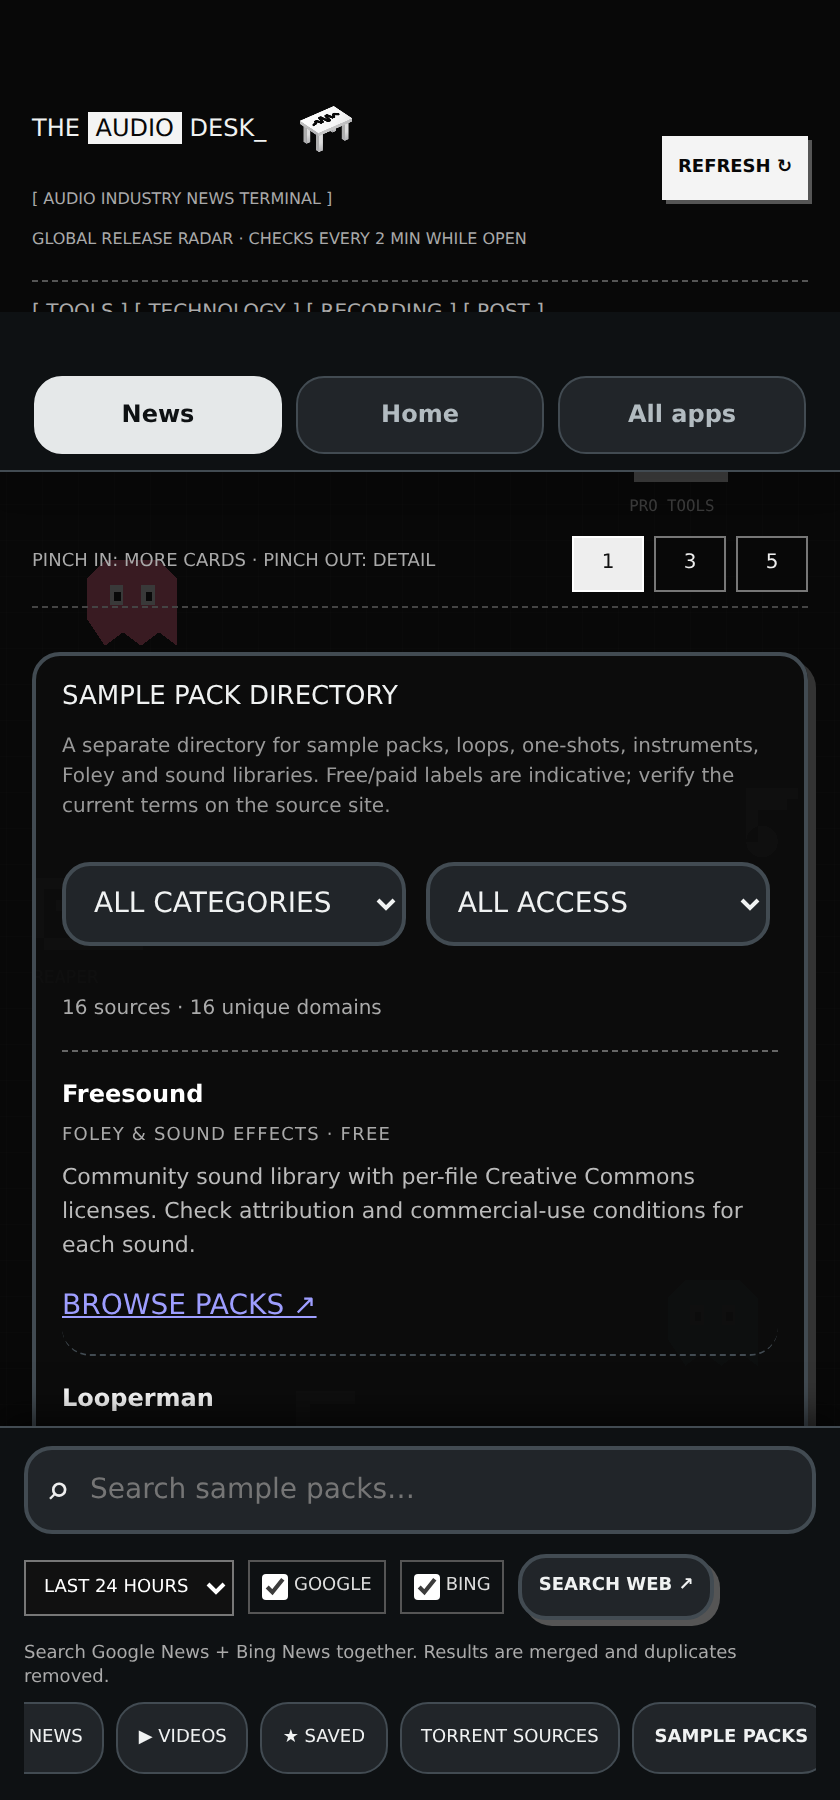 THE AUDIO DESK_
REFRESH ↻
[ AUDIO INDUSTRY NEWS TERMINAL ]
GLOBAL RELEASE RADAR · CHECKS EVERY 2 MIN WHILE OPEN
[ TOOLS ] [ TECHNOLOGY ] [ RECORDING ] [ POST ]
News
Home
All apps
PRO TOOLS
PINCH IN: MORE CARDS · PINCH OUT: DETAIL
1
3
5
SAMPLE PACK DIRECTORY
A separate directory for sample packs, loops, one-shots, instruments,
Foley and sound libraries. Free/paid labels are indicative; verify the
current terms on the source site.
ALL CATEGORIES
ALL ACCESS
16 sources · 16 unique domains
Freesound
FOLEY & SOUND EFFECTS · FREE
Community sound library with per-file Creative Commons
licenses. Check attribution and commercial-use conditions for
each sound.
BROWSE PACKS ↗
Looperman
Search sample packs...
LAST 24 HOURS
GOOGLE
BING
SEARCH WEB ↗
Search Google News + Bing News together. Results are merged and duplicates
removed.
NEWS
▶ VIDEOS
★ SAVED
TORRENT SOURCES
SAMPLE PACKS